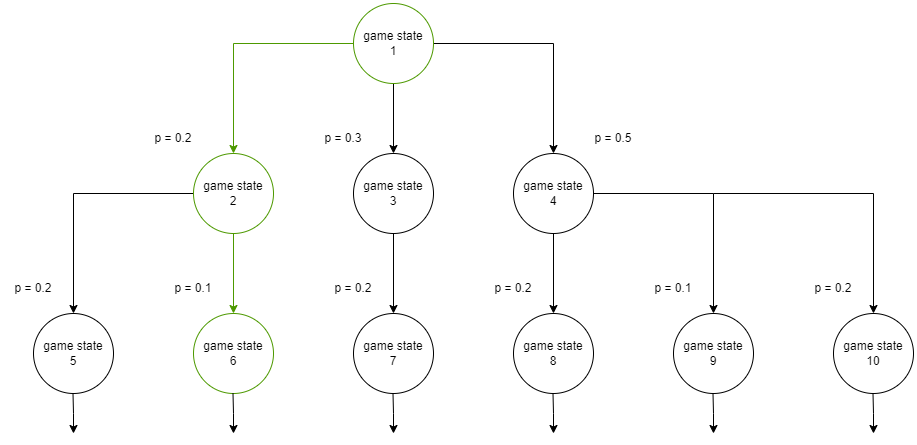 game state
1
p = 0.2
p = 0.3
p = 0.5
game state
2
game state
3
game state
4
p = 0.2
p = 0.1
p = 0.2
p = 0.2
p = 0.1
p = 0.2
game state
5
game state
6
game state
7
game state
8
game state
9
game state
10